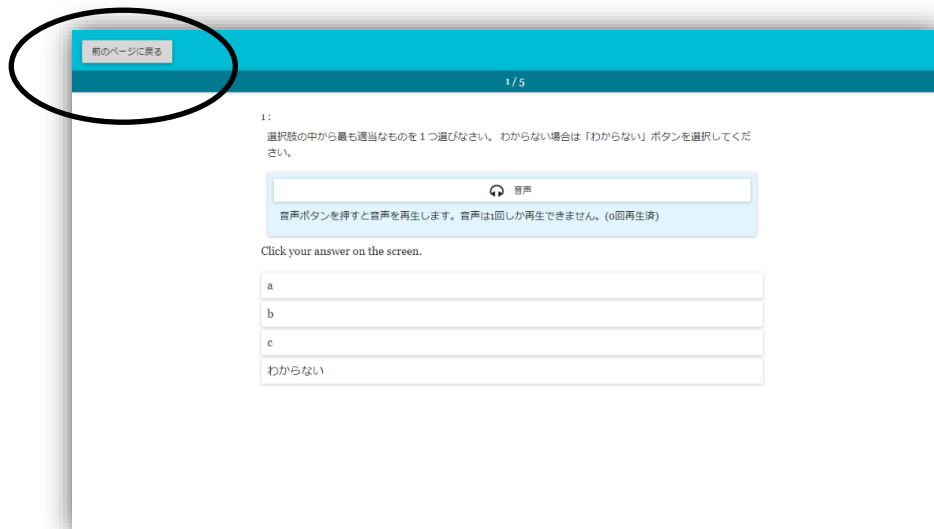 前のページに戻る
1 / 5
1 :
選択肢の中から最も適当なものを1つ選びなさい。 わからない場合は「わからない」ボタンを選択してくだ
さい。
音声
音声ボタンを押すと音声を再生します。音声は1回しか再生できません。(0回再生済)
Click your answer on the screen.
a
b
c
わからない